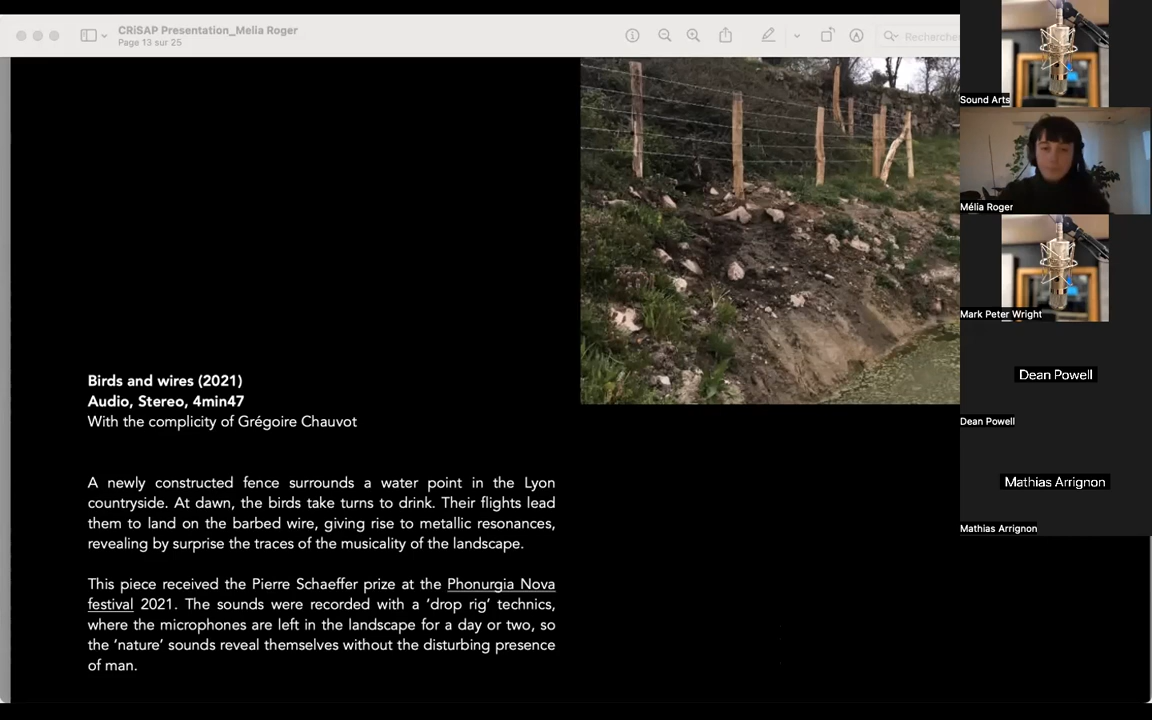 CRiSAP Presentation_Melia Roger
Page 13 sur 25
Rechercher
Sound Arts
Mélia Roger
Mark Peter Wright
Dean Powell
Dean Powell
Mathias Arrignon
Mathias Arrignon
Birds and wires (2021)
Audio, Stereo, 4min47
With the complicity of Grégoire Chauvot
A newly constructed fence surrounds a water point in the Lyon
countryside. At dawn, the birds take turns to drink. Their flights lead
them to land on the barbed wire, giving rise to metallic resonances,
revealing by surprise the traces of the musicality of the landscape.
This piece received the Pierre Schaeffer prize at the Phonurgia Nova
festival 2021. The sounds were recorded with a ‘drop rig’ technics,
where the microphones are left in the landscape for a day or two, so
the ‘nature’ sounds reveal themselves without the disturbing presence
of man.